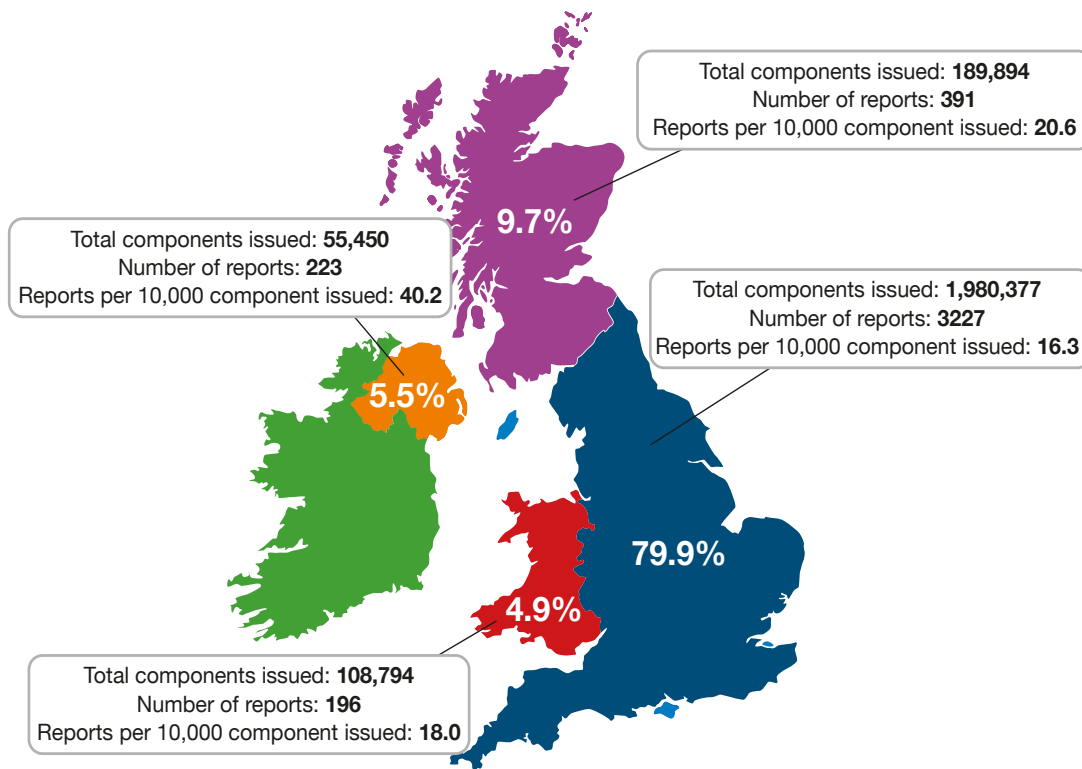 Total components issued: 189,894
Number of reports: 391
Reports per 10,000 component issued: 20.6
9.7%
Total components issued: 55,450
Number of reports: 223
Reports per 10,000 component issued: 40.2
Total components issued: 1,980,377
Number of reports: 3227
Reports per 10,000 component issued: 16.3
5.5%
79.9%
4.9%
Total components issued: 108,794
Number of reports: 196
Reports per 10,000 component issued: 18.0